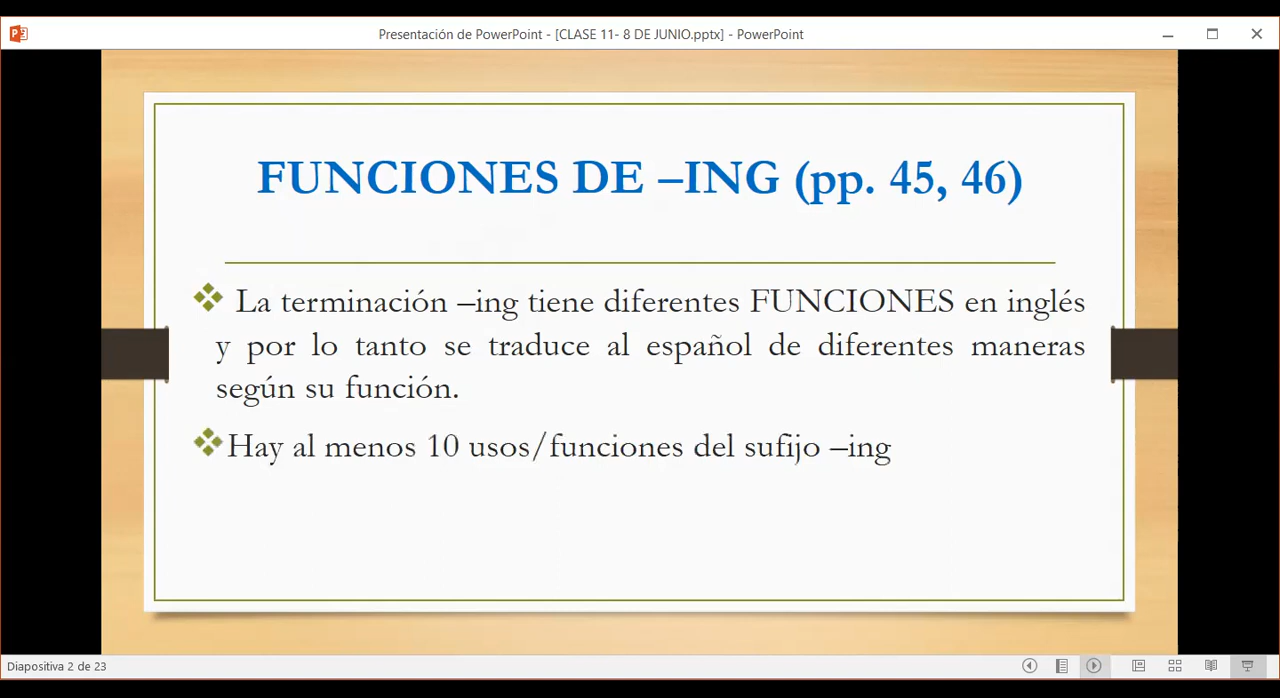 Presentación de PowerPoint - [CLASE 11- 8 DE JUNIO.pptx] - PowerPoint
FUNCIONES DE –ING (pp. 45, 46)
La terminación –ing tiene diferentes FUNCIONES en inglés
y por lo tanto se traduce al español de diferentes maneras
según su función.
Hay al menos 10 usos/funciones del sufijo –ing
Diapositiva 2 de 23